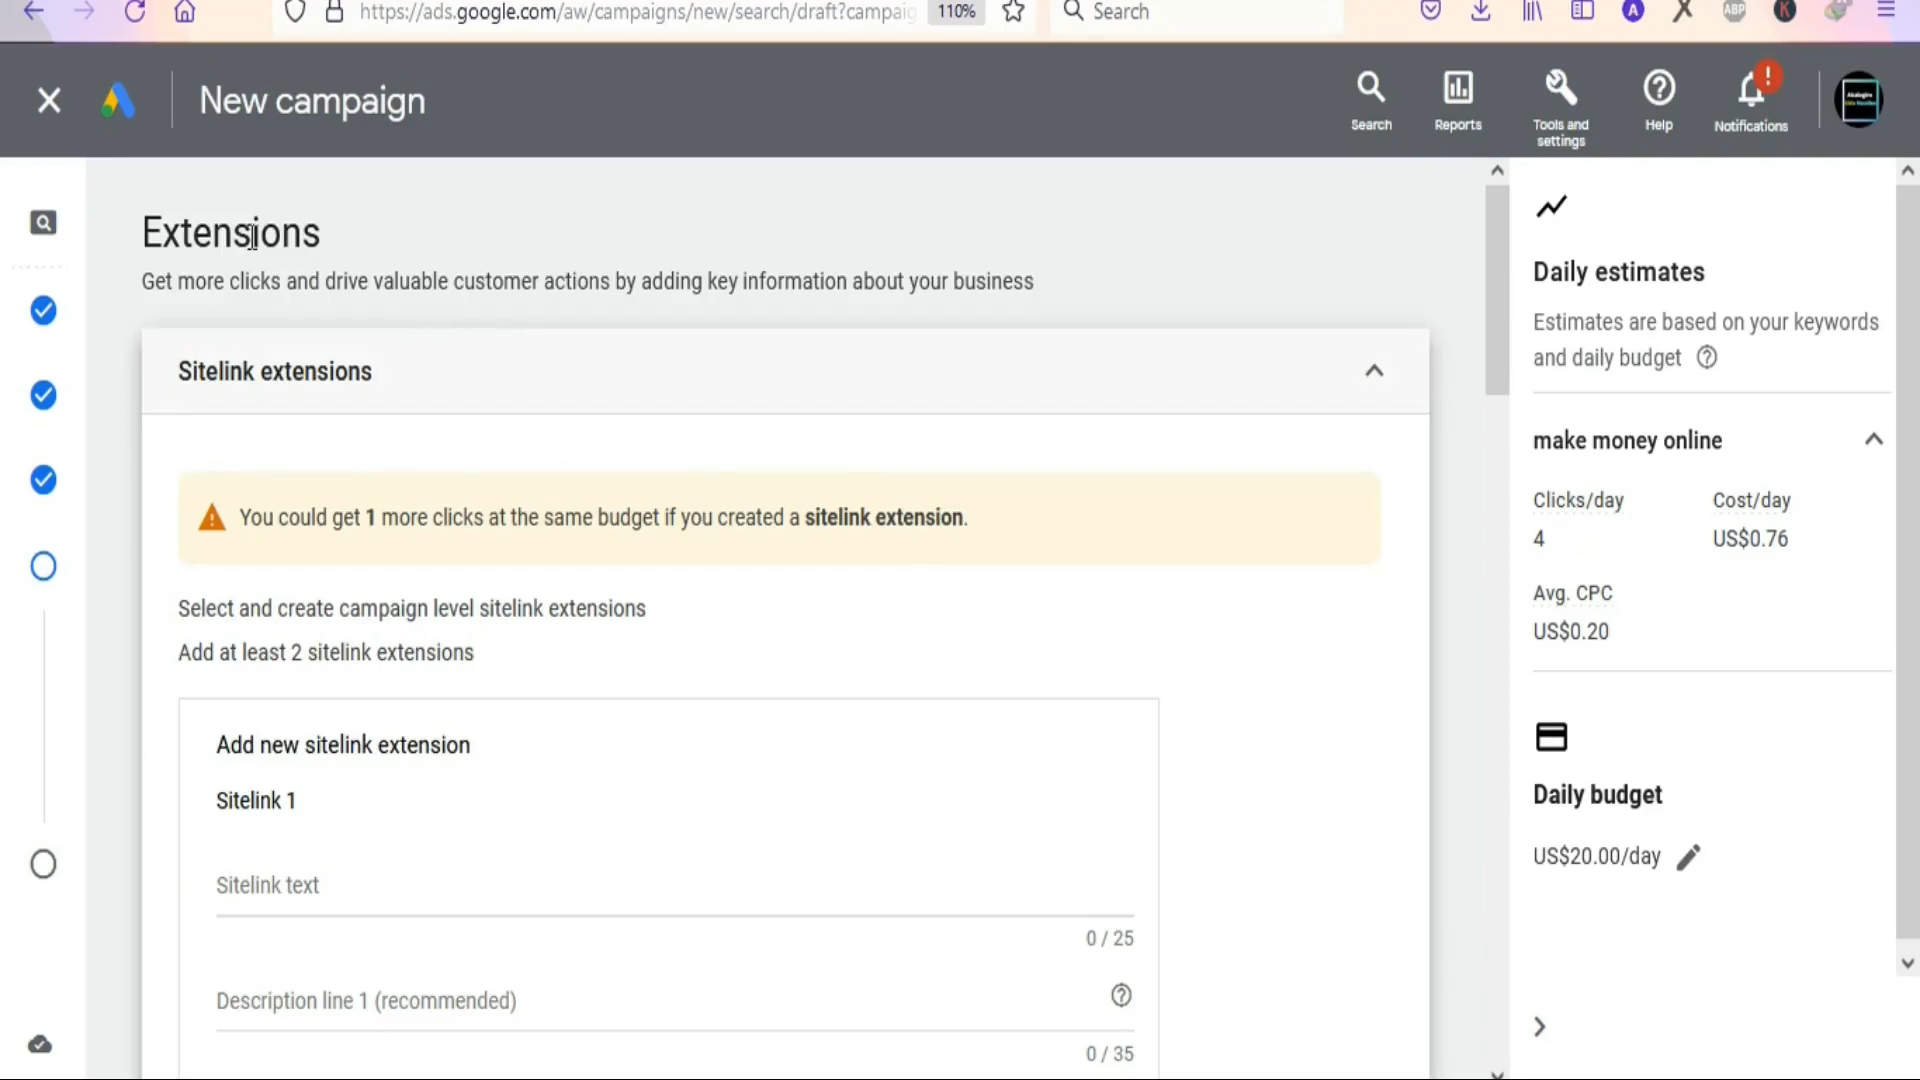 https://ads.google.com/aw/campaigns/new/search/draft?campaig
110%
Search
A
ABP
K
New campaign
Search
Reports
Tools and
settings
Help
!
Notifications
Extensions
Get more clicks and drive valuable customer actions by adding key information about your business
Sitelink extensions
You could get 1 more clicks at the same budget if you created a sitelink extension.
Select and create campaign level sitelink extensions
Add at least 2 sitelink extensions
Add new sitelink extension
Sitelink 1
Sitelink text
0 / 25
Description line 1 (recommended)
0 / 35
Daily estimates
Estimates are based on your keywords
and daily budget
make money online
Clicks/day Cost/day
4 US$0.76
Avg. CPC
US$0.20
Daily budget
US$20.00/day